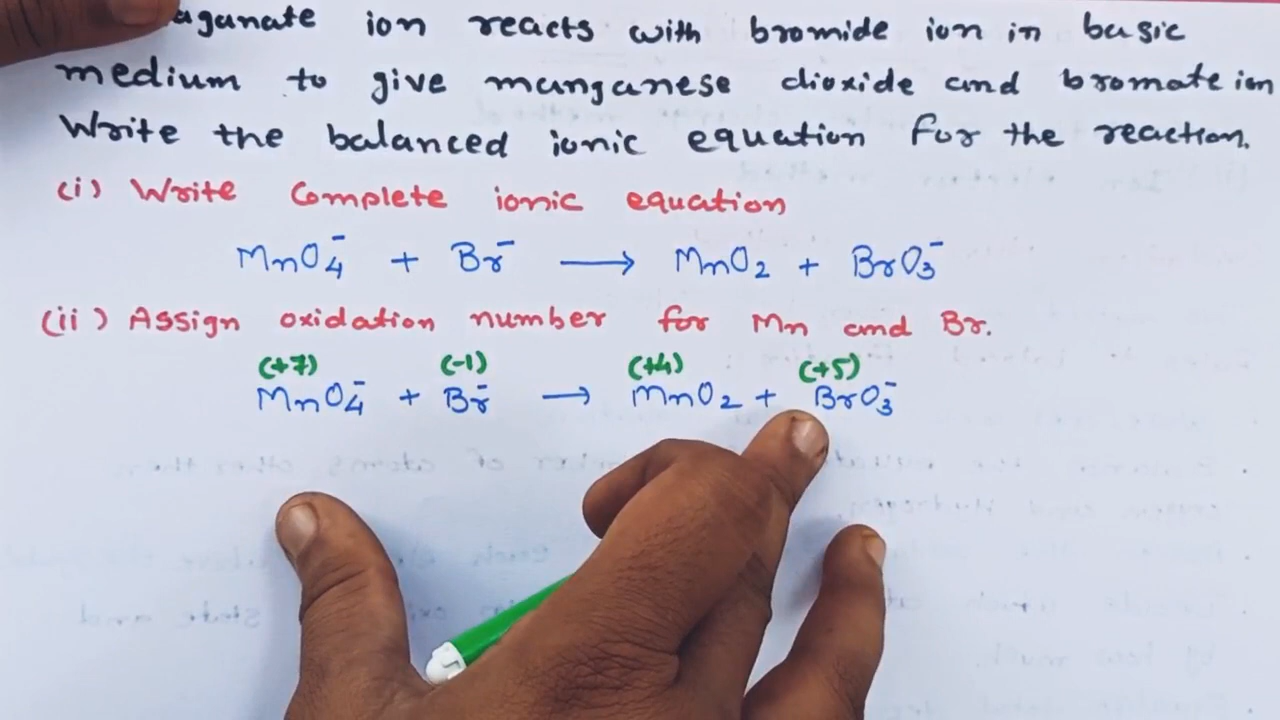 aganate ion reacts with bromide ion in basic
medium to give manganese dioxide and bromate ion
Write the balanced ionic equation for the reaction.
(i) Write Complete ionic equation
MnO₄⁻ + Br⁻ ⟶ MnO₂ + BrO₃⁻
(ii) Assign oxidation number for Mn and Br.
(+7) (-1) (+4) (+5)
MnO₄⁻ + Br⁻ ⟶ MnO₂ + BrO₃⁻